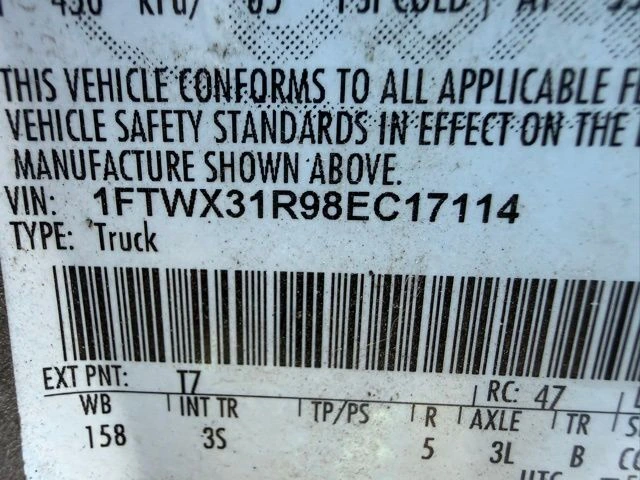 THIS VEHICLE CONFORMS TO ALL APPLICABLE
VEHICLE SAFETY STANDARDS IN EFFECT ON THE
MANUFACTURE SHOWN ABOVE.
VIN: 1FTWX31R98EC17114
TYPE: Truck
EXT PNT: T7 RC: 47
WB INT TR TP/PS R AXLE TR
158 3S 5 3L B